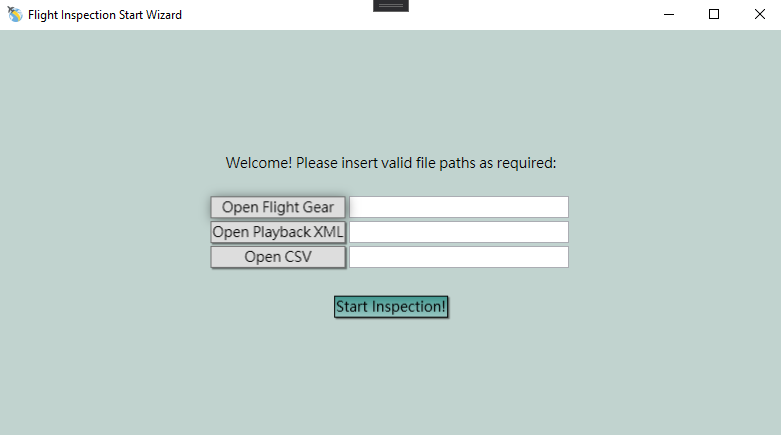 Flight Inspection Start Wizard
Welcome! Please insert valid file paths as required:
Open Flight Gear
Open Playback XML
Open CSV
Start Inspection!